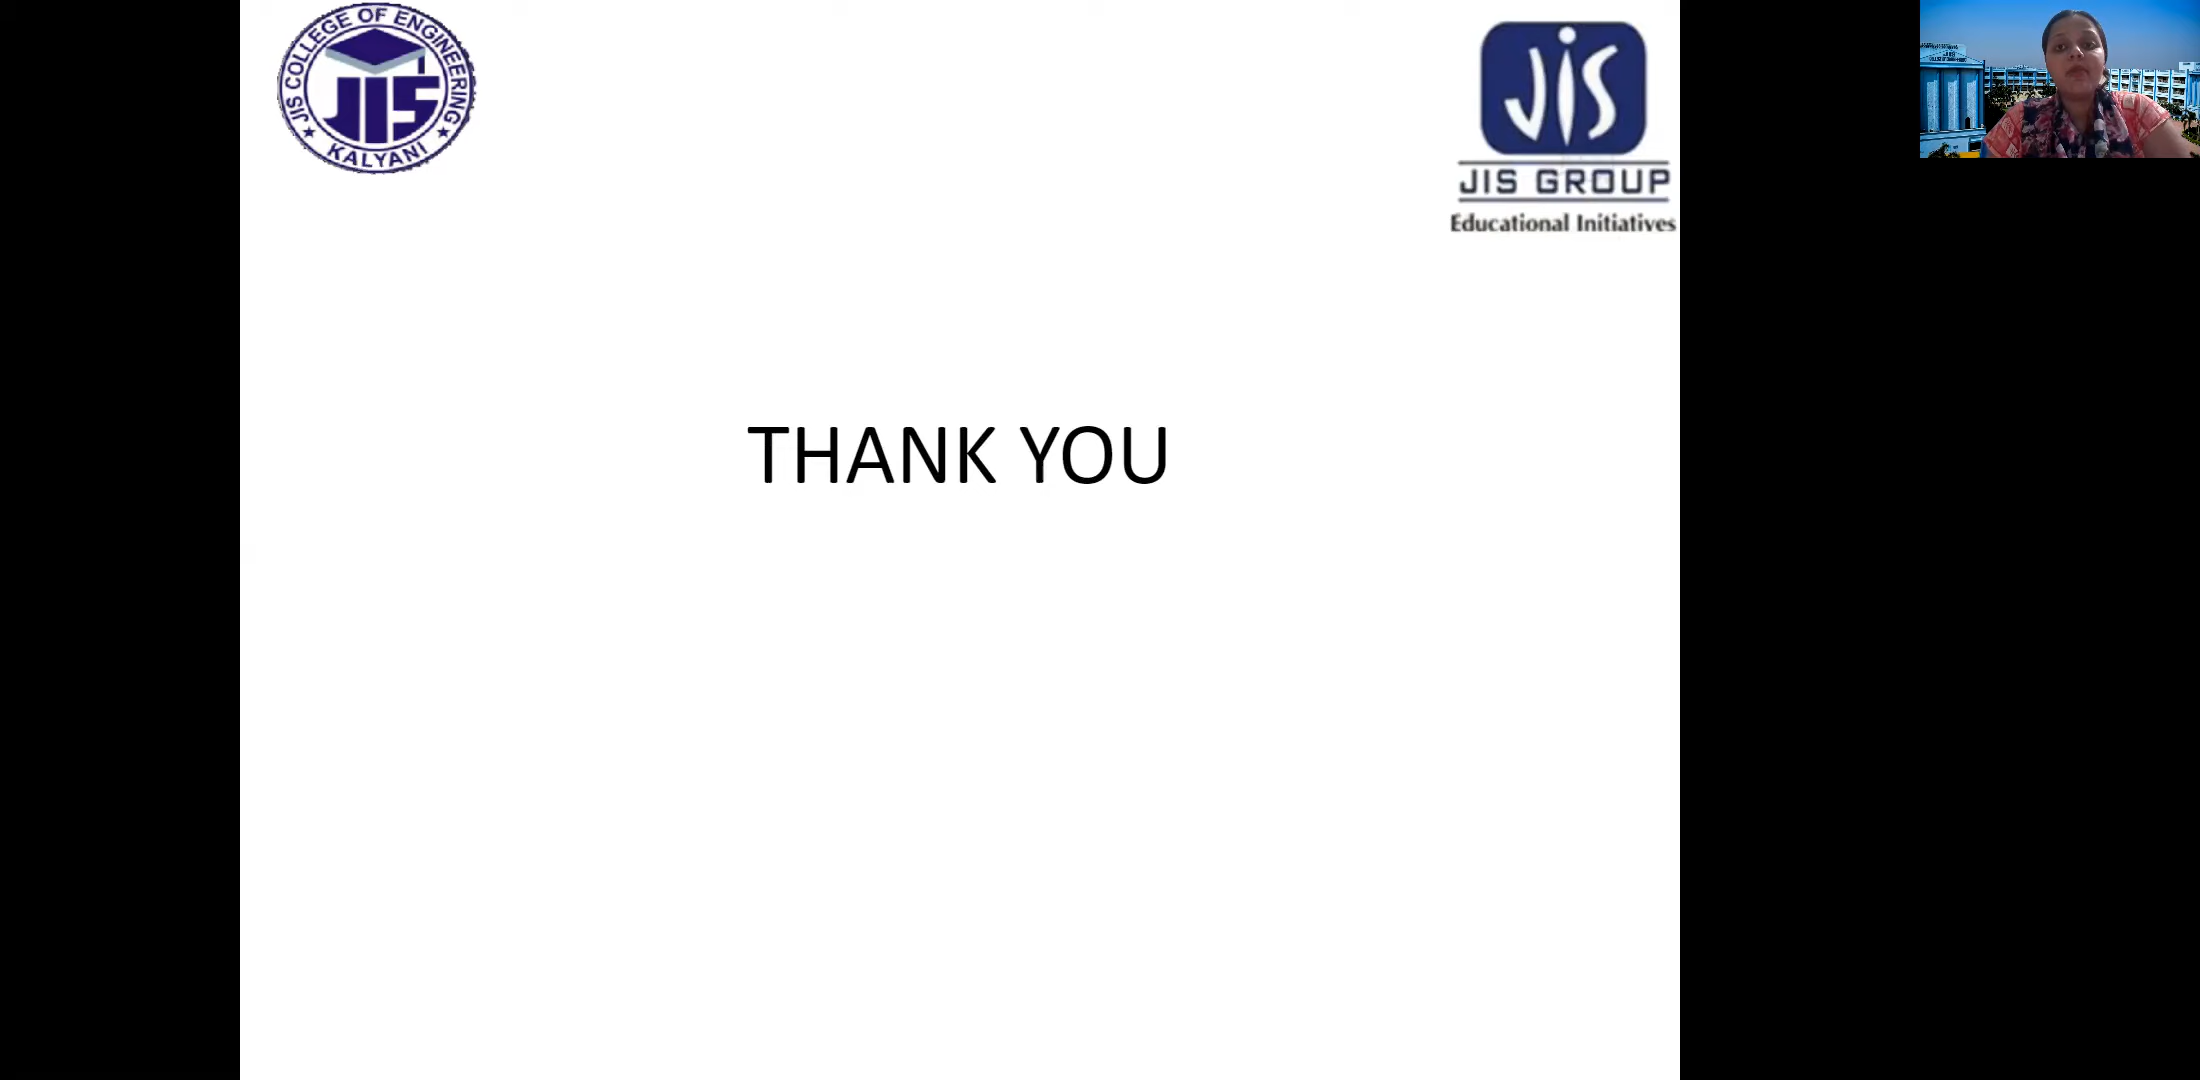 JIS COLLEGE OF ENGINEERING
JIS
KALYANI
JIS
JIS GROUP
Educational Initiatives
THANK YOU